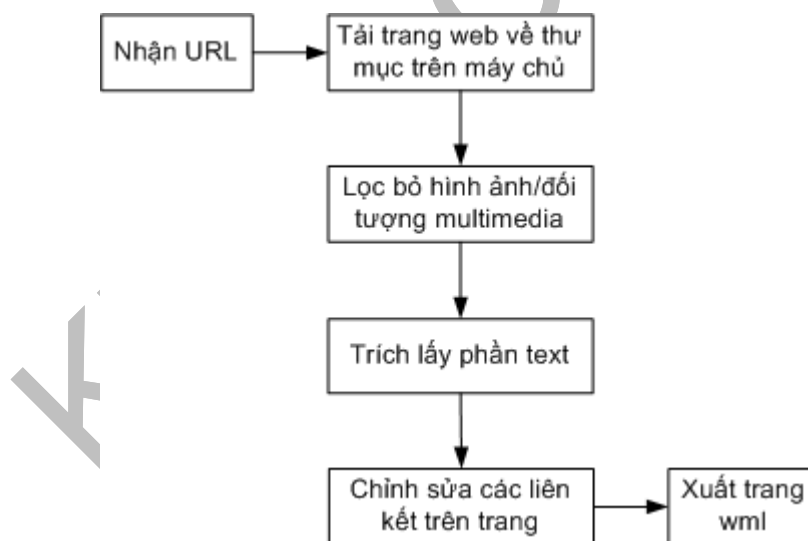 Nhận URL
Tải trang web về thư
mục trên máy chủ
Lọc bỏ hình ảnh/đối
tượng multimedia
Trích lấy phần text
Chỉnh sửa các liên
kết trên trang
Xuất trang
wml